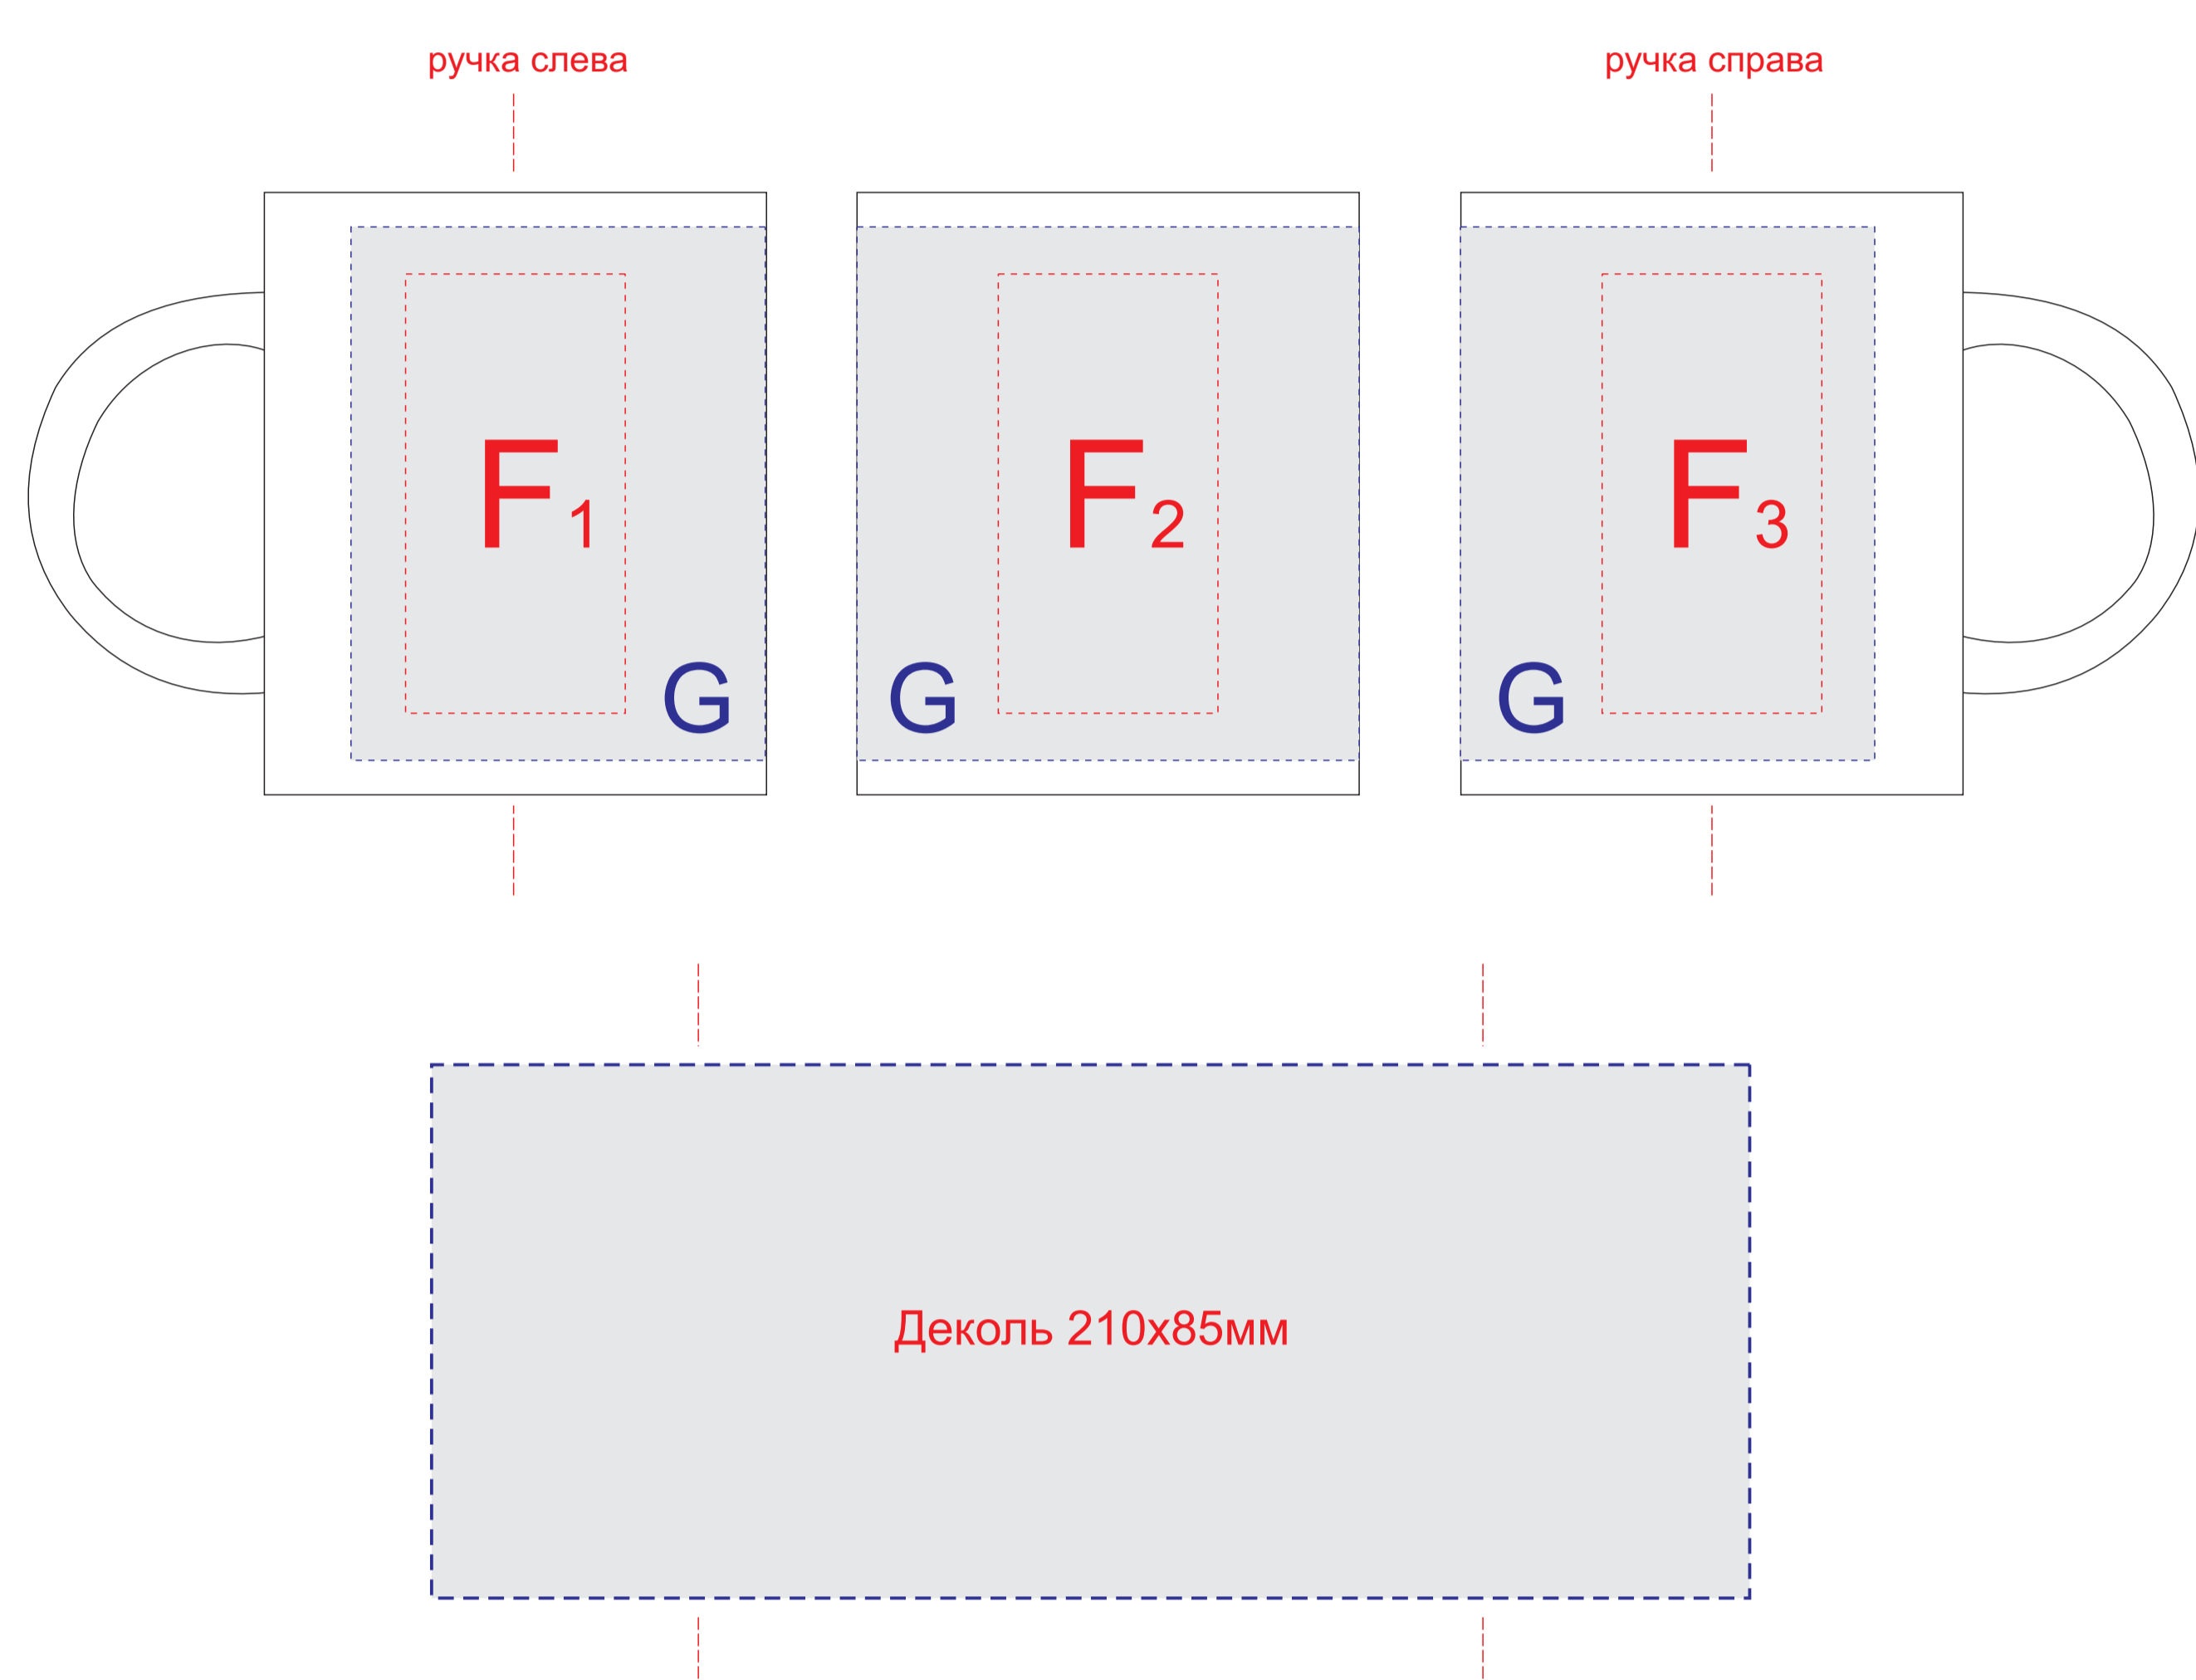 ручка слева
ручка справа
F1
F2
F3
G
G
G
Деколь 210х85мм